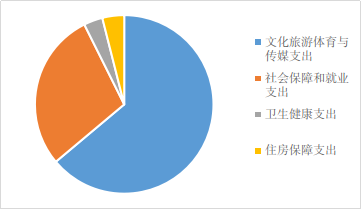 文化旅游体育与
传媒支出
社会保障和就业
支出
卫生健康支出
住房保障支出